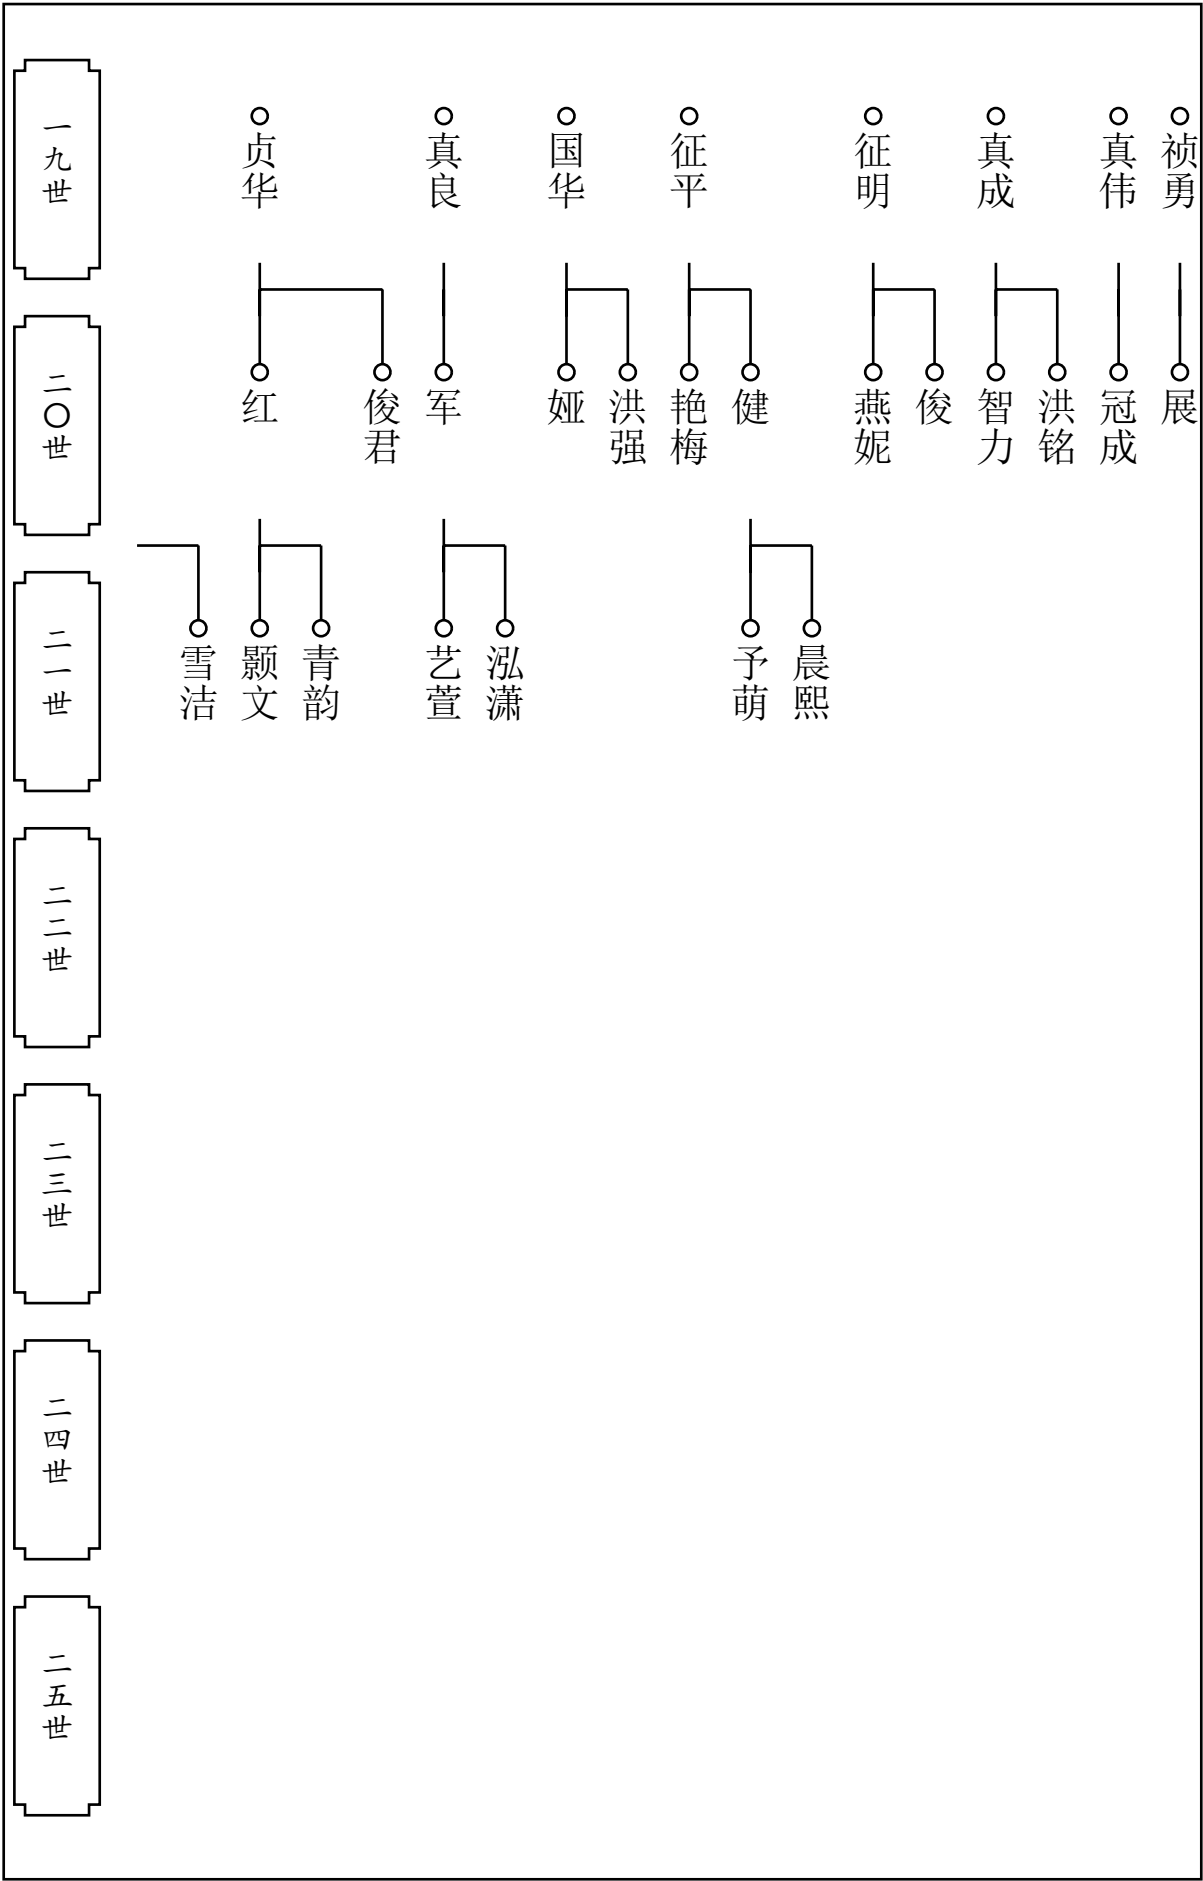 一九世
祯勇
真伟
真成
征明
征平
国华
真良
贞华
二〇世
展
冠成
洪铭
智力
俊
燕妮
健
艳梅
洪强
娅
军
俊君
红
二一世
晨熙
予萌
泓潇
艺萱
青韵
颢文
雪洁
二二世
二三世
二四世
二五世